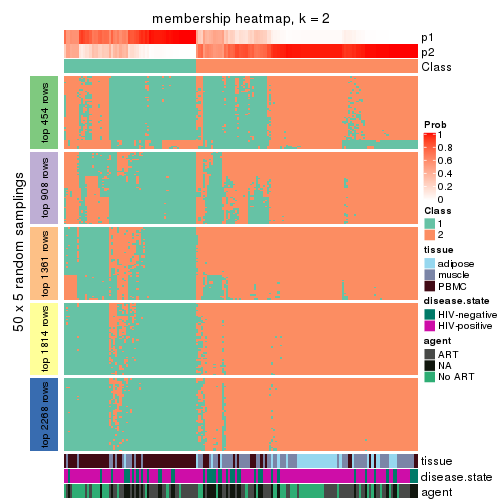 membership heatmap, k = 2
p1
p2
Class
50 x 5 random samplings
top 454 rows
top 908 rows
top 1361 rows
top 1814 rows
top 2268 rows
tissue
disease.state
agent
Prob
1
0.8
0.6
0.4
0.2
0
Class
1
2
tissue
adipose
muscle
PBMC
disease.state
HIV-negative
HIV-positive
agent
ART
NA
No ART